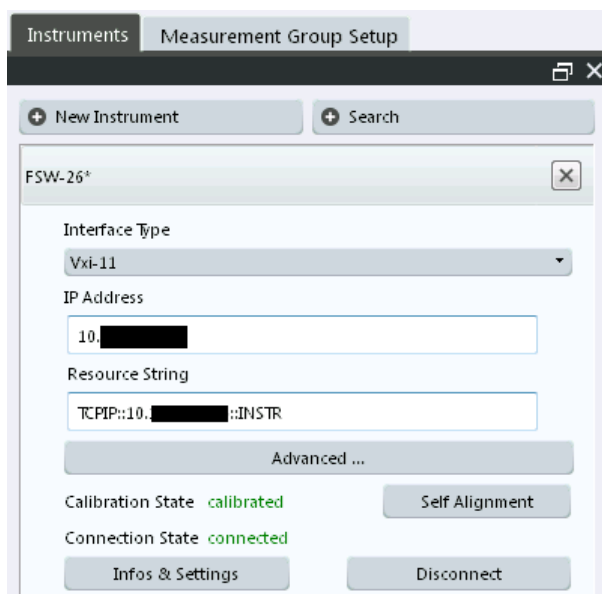 Instruments Measurement Group Setup
New Instrument Search
FSW-26*
Interface Type
Vxi-11
IP Address
10.
Resource String
TCPIP::10. ::INSTR
Advanced ...
Calibration State calibrated Self Alignment
Connection State connected
Infos & Settings Disconnect